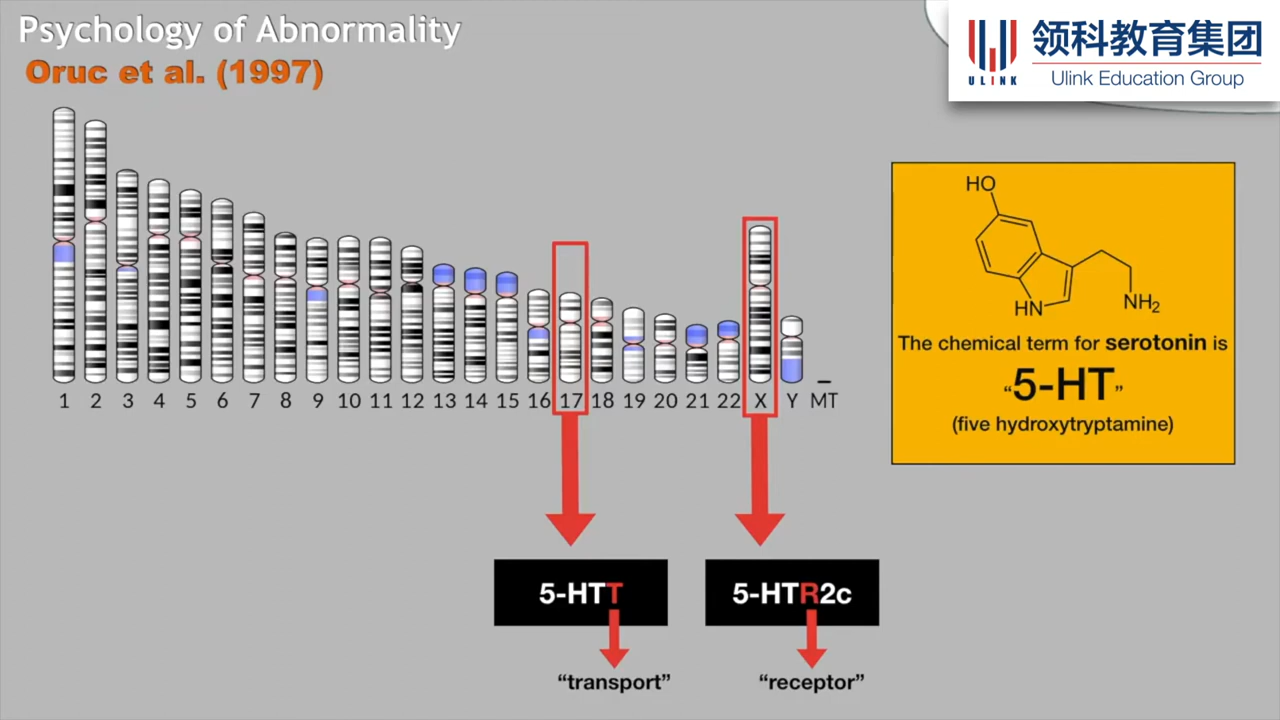 Psychology of Abnormality
Oruc et al. (1997)
ULINK
领科教育集团
Ulink Education Group
1 2 3 4 5 6 7 8 9 10 11 12 13 14 15 16 17 18 19 20 21 22 X Y MT
HO
HN
NH2
The chemical term for serotonin is
“5-HT”
(five hydroxytryptamine)
5-HTT
5-HTR2c
“transport”
“receptor”